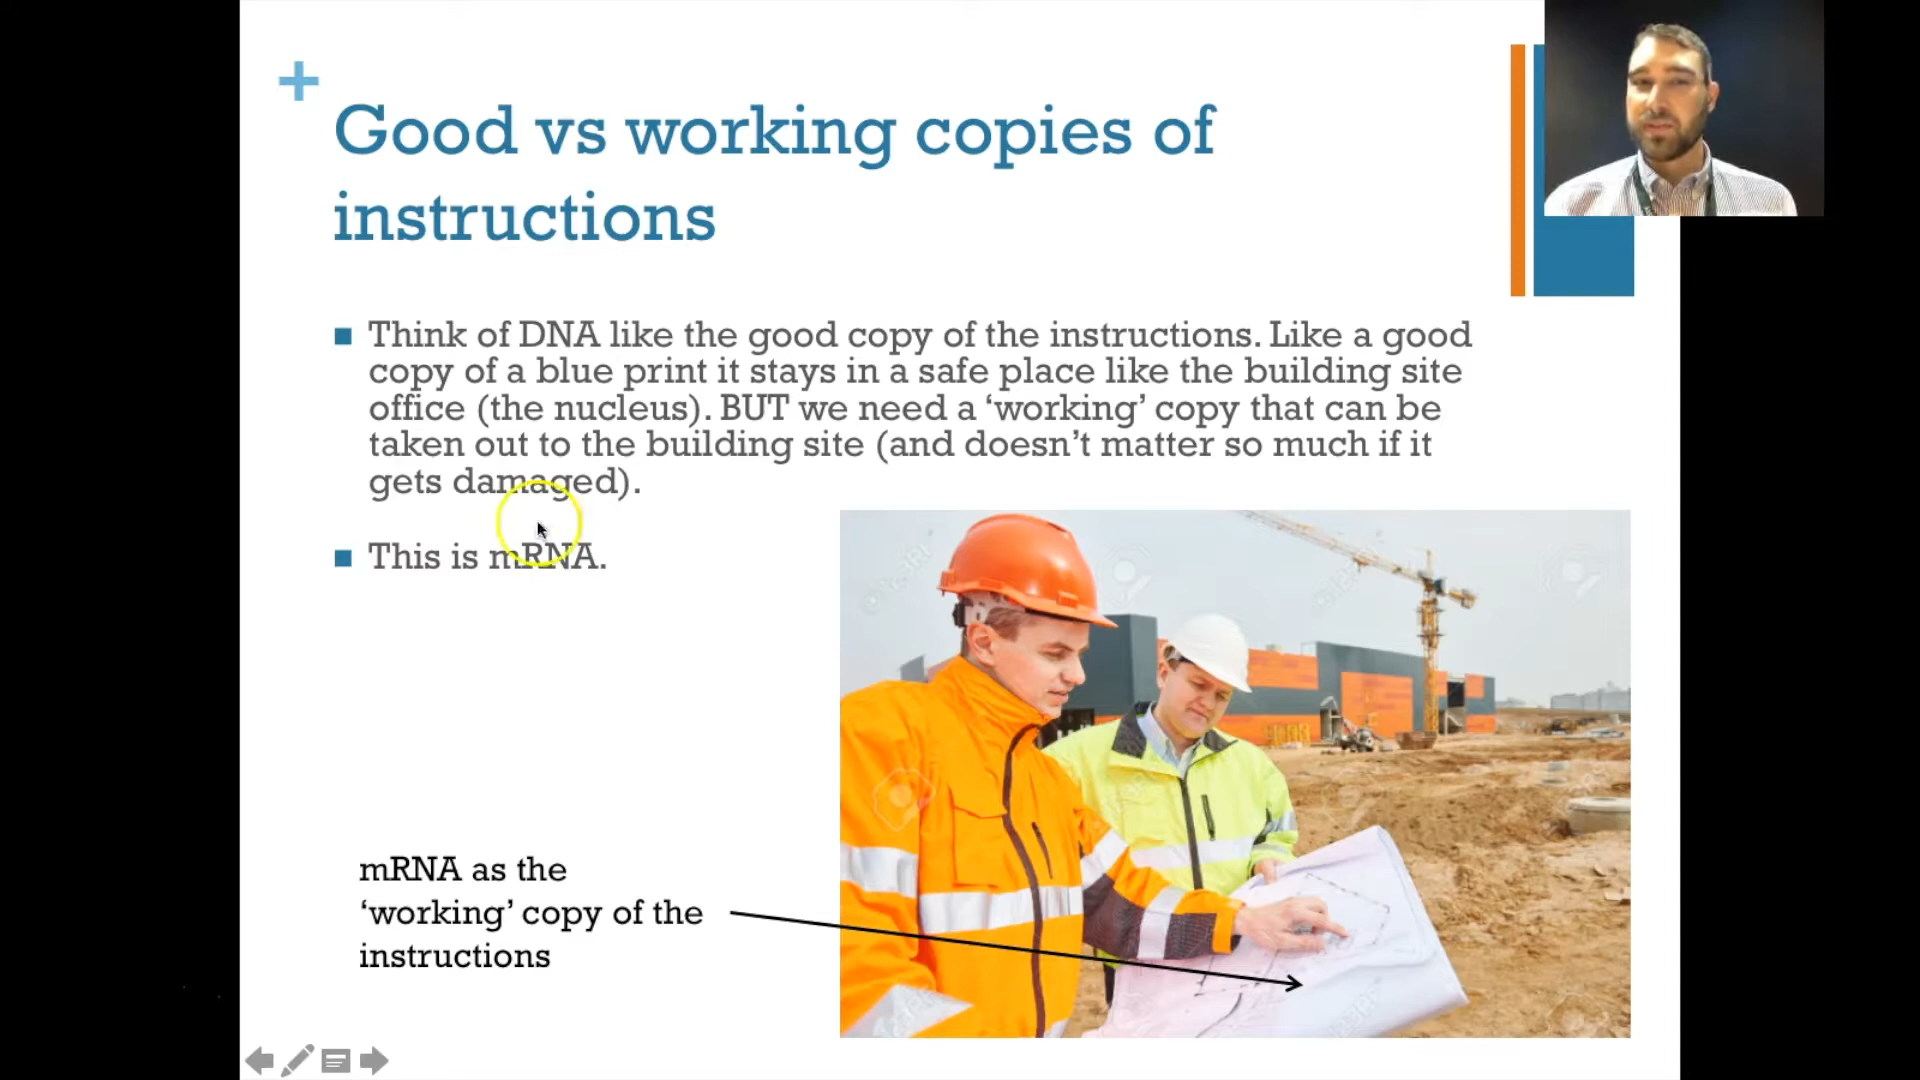 Good vs working copies of
instructions
Think of DNA like the good copy of the instructions. Like a good
copy of a blue print it stays in a safe place like the building site
office (the nucleus). BUT we need a ‘working’ copy that can be
taken out to the building site (and doesn’t matter so much if it
gets damaged).
This is mRNA.
mRNA as the
‘working’ copy of the
instructions